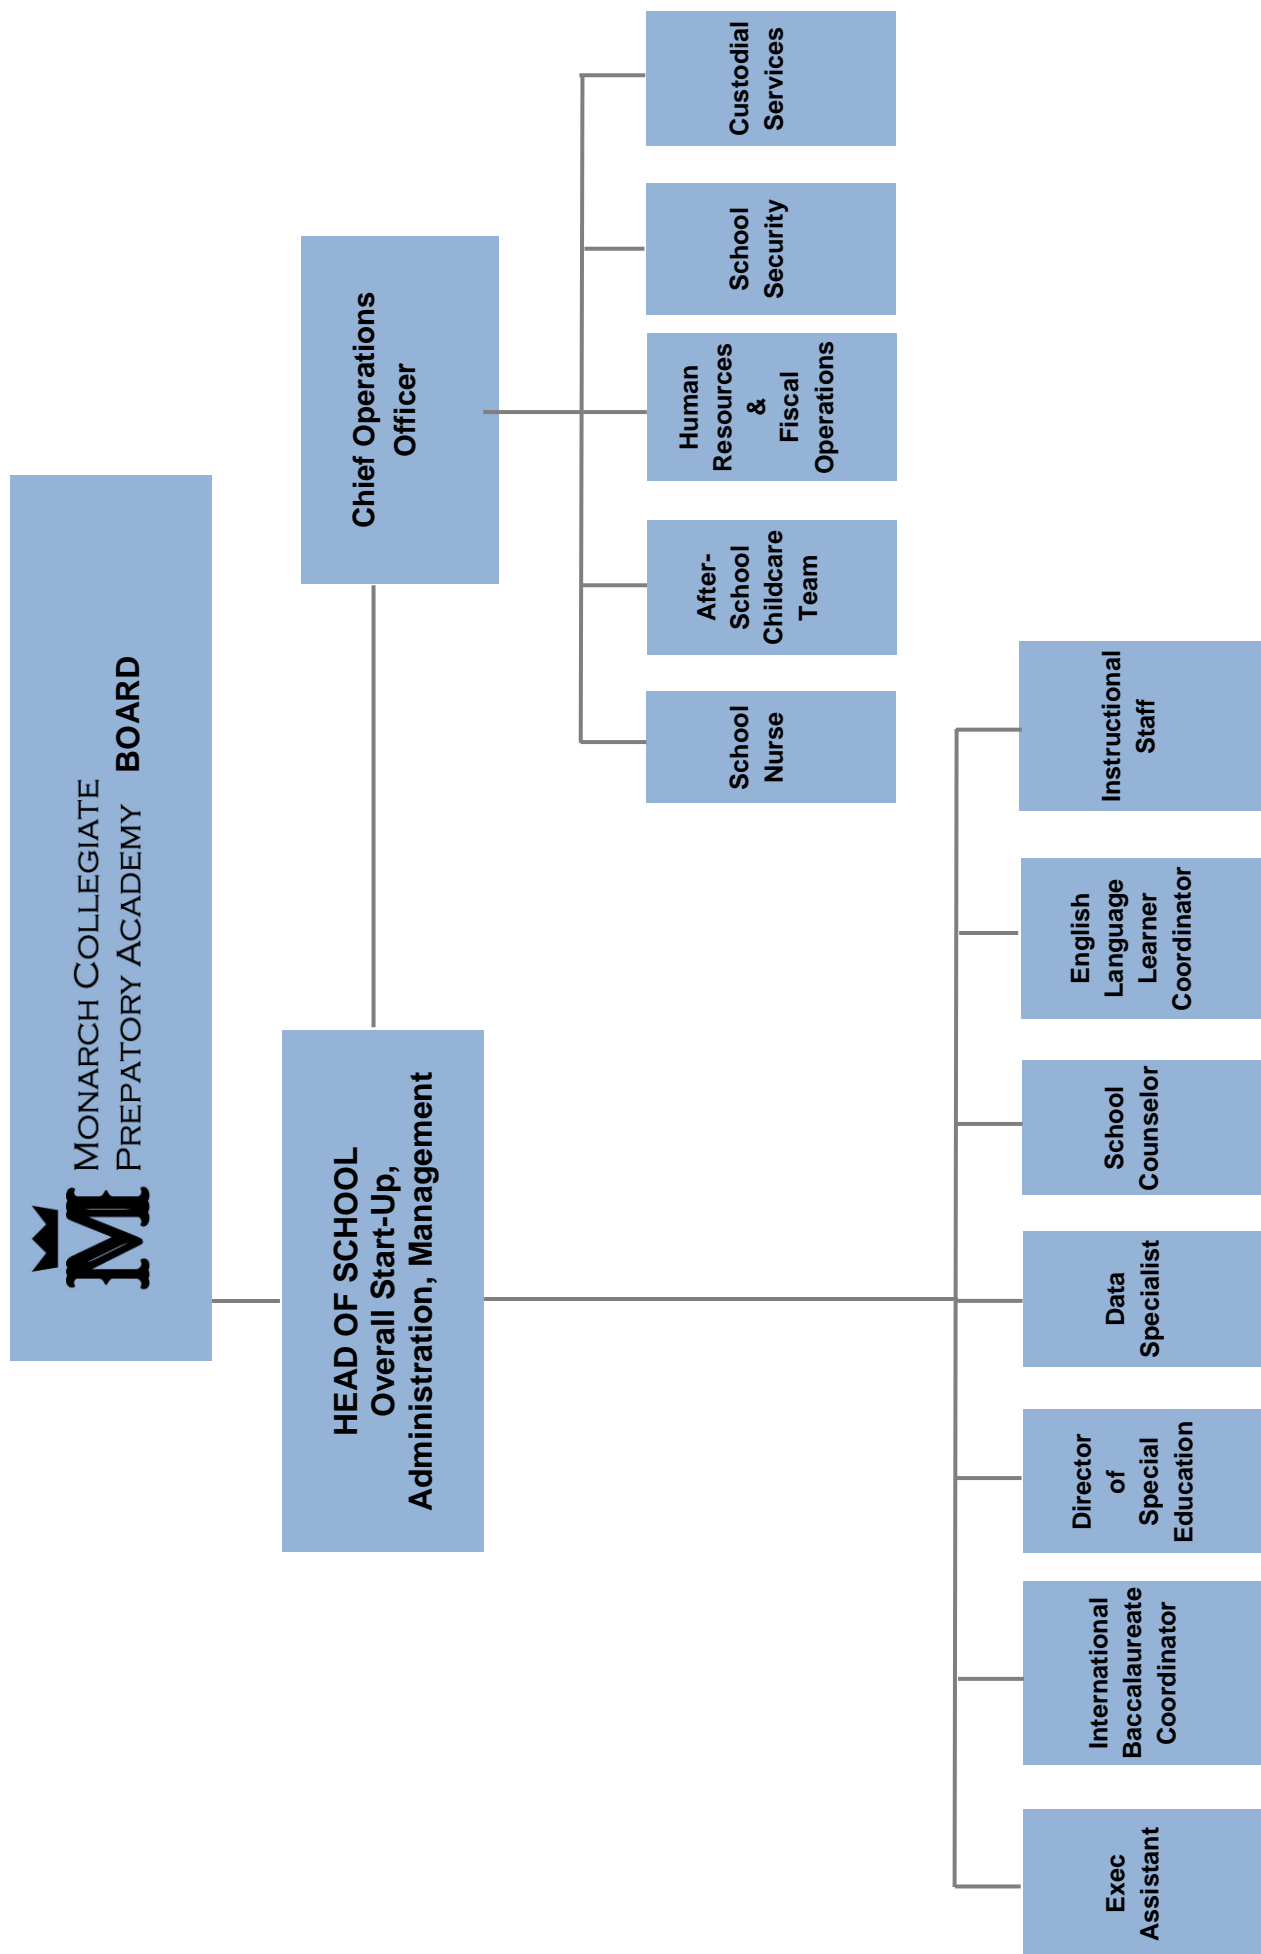 M
MONARCH COLLEGIATE
PREPARATORY ACADEMY BOARD
HEAD OF SCHOOL
Overall Start-Up,
Administration, Management
Chief Operations
Officer
School
Nurse
After-
School
Childcare
Team
Human
Resources
&
Fiscal
Operations
School
Security
Custodial
Services
Exec
Assistant
International
Baccalaureate
Coordinator
Director
of
Special
Education
Data
Specialist
School
Counselor
English
Language
Learner
Coordinator
Instructional
Staff